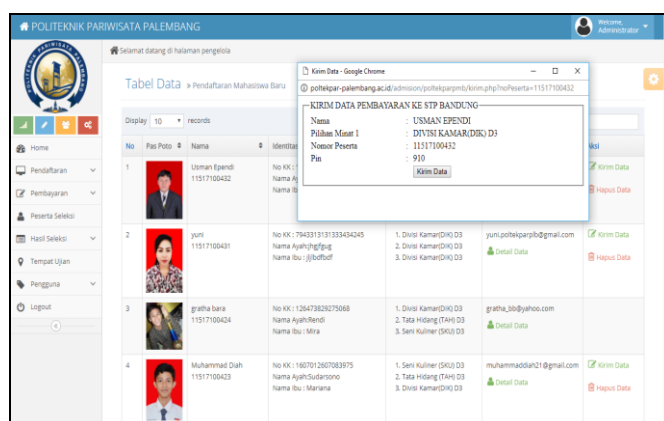 POLITEKNIK PARIWISATA PALEMBANG
Welcome,
Administrator
Selamat datang di halaman pengelola
Tabel Data » Pendaftaran Mahasiswa Baru
Display 10 records
No Pas Poto Nama Identitas Aksi
Home
Pendaftaran
Pembayaran
Peserta Seleksi
Hasil Seleksi
Tempat Ujian
Pengguna
Logout
Kirim Data - Google Chrome
poltekpar-palembang.ac.id/admision/poltekparpmb/kirim.php?noPeserta=11517100432
KIRIM DATA PEMBAYARAN KE STP BANDUNG
Nama : USMAN EPENDI
Pilihan Minat 1 : DIVISI KAMAR(DIK) D3
Nomor Peserta : 11517100432
Pin : 910
Kirim Data
1 Usman Ependi No KK : Kirim Data
11517100432 Nama
Nama Hapus Data
2 yuni No KK : 7943313131333434245 1. Divisi Kamar(DIK) D3 yuni.poltekparplb@gmail.com Kirim Data
11517100431 Nama Ayah:jhgjfgug 2. Divisi Kamar(DIK) D3 Detail Data
Nama Ibu : 3. Divisi Kamar(DIK) D3 Hapus Data
3 gratha bara No KK : 126473829275068 1. Divisi Kamar(DIK) D3 gratha_bb@yahoo.com
11517100424 Nama Ayah:Rendi 2. Tata Hidang (TAH) D3 Detail Data
Nama Ibu : Mira 3. Seni Kuliner (SKU) D3
4 Muhammad Diah No KK : 1607012607083975 1. Seni Kuliner (SKU) D3 muhammaddiah21@gmail.com Kirim Data
11517100423 Nama Ayah:Sudarsono 2. Tata Hidang (TAH) D3 Detail Data
Nama Ibu : Mariana 3. Divisi Kamar(DIK) D3 Hapus Data